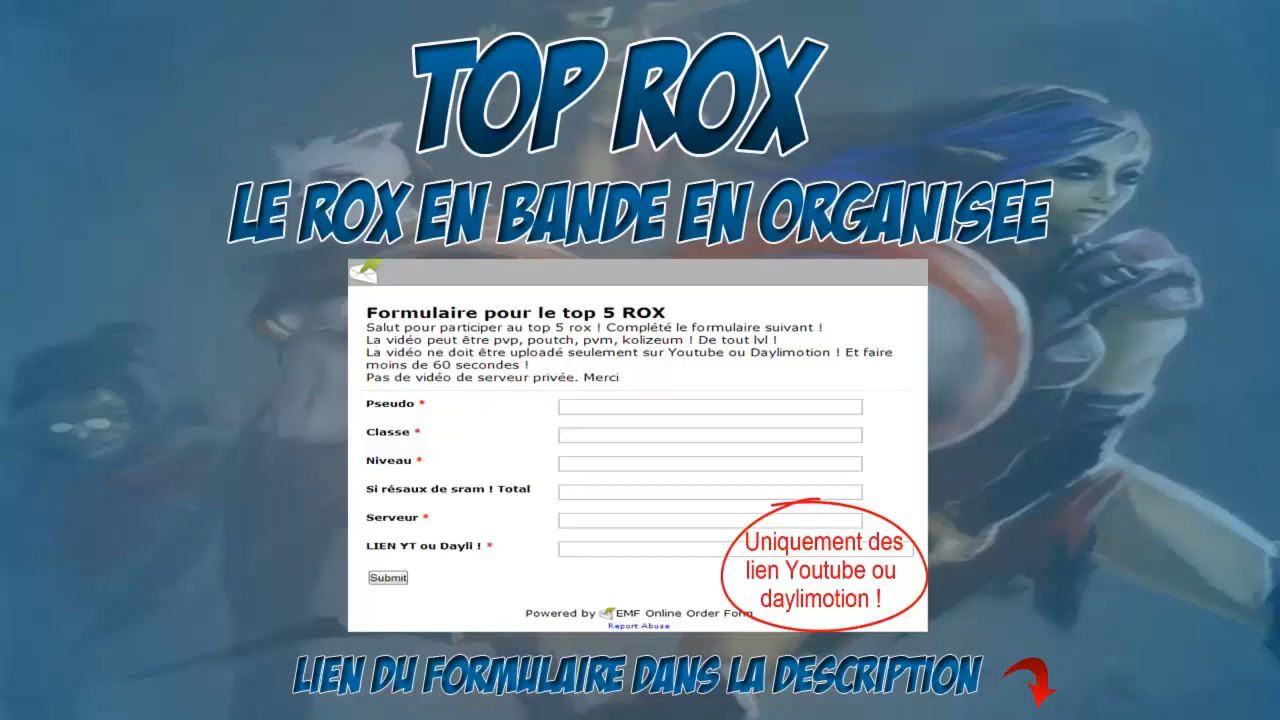 TOP ROX
LE ROX EN BANDE EN ORGANISEE
Formulaire pour le top 5 ROX
Salut pour participer au top 5 rox ! Complété le formulaire suivant !
La vidéo peut être pvp, poutch, pvm, kolizeum ! De tout lvl !
La vidéo ne doit être uploadé seulement sur Youtube ou Daylimotion ! Et faire
moins de 60 secondes !
Pas de vidéo de serveur privée. Merci
Pseudo *
Classe *
Niveau *
Si résaux de sram ! Total
Serveur *
LIEN YT ou Dayli ! *
Uniquement des
lien Youtube ou
daylimotion !
Submit
Powered by EMF Online Order Form
Report Abuse
LIEN DU FORMULAIRE DANS LA DESCRIPTION